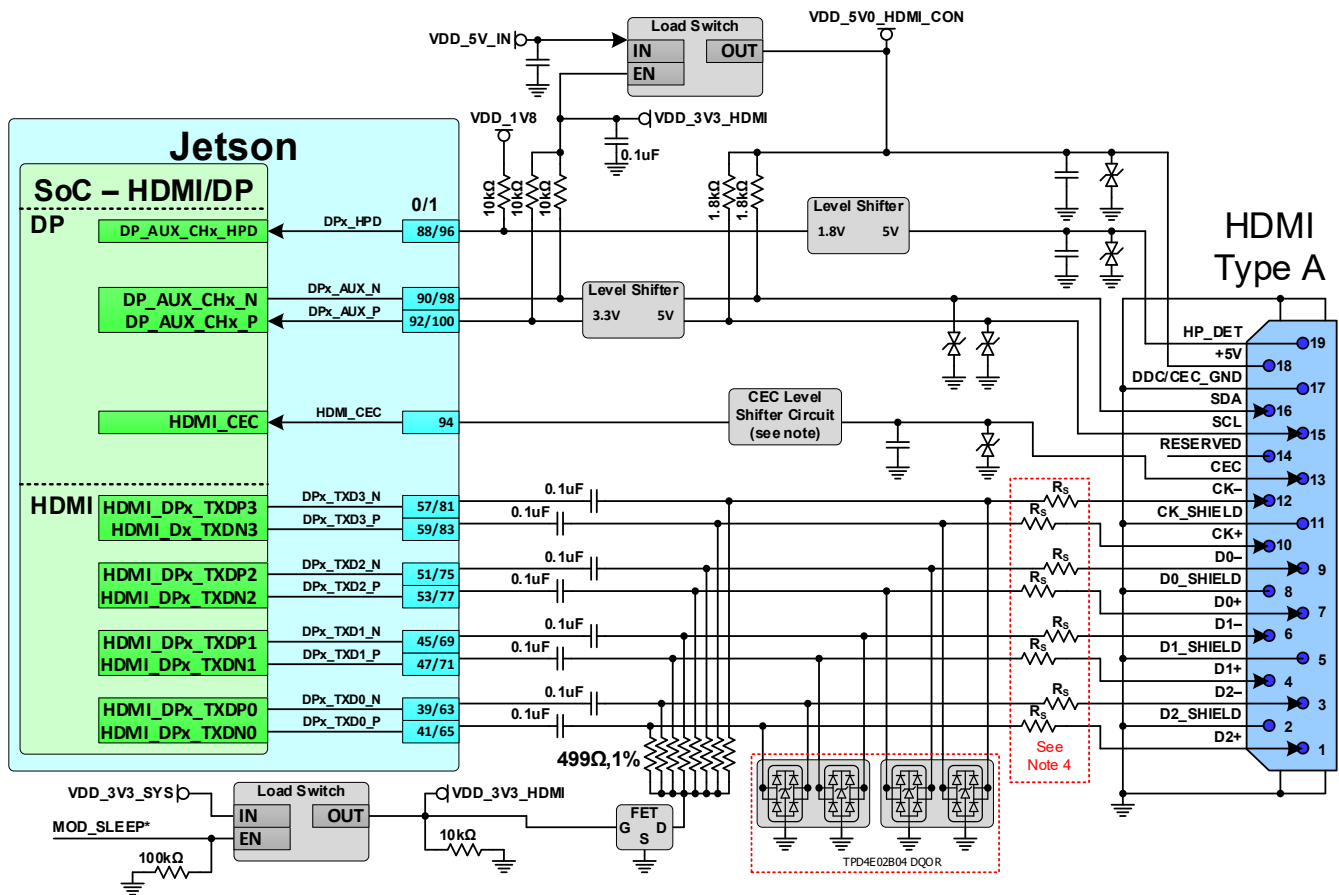 Load Switch
IN
OUT
EN
VDD_5V_IN
VDD_5V0_HDMI_CON
VDD_1V8
VDD_3V3_HDMI
0.1uF
10kΩ
10kΩ
10kΩ
1.8kΩ
1.8kΩ
Jetson
SoC – HDMI/DP
DP
0/1
DP_AUX_CHx_HPD
DPx_HPD
88/96
Level Shifter
1.8V 5V
DP_AUX_CHx_N
DPx_AUX_N
90/98
DP_AUX_CHx_P
DPx_AUX_P
92/100
Level Shifter
3.3V 5V
HDMI_CEC
HDMI_CEC
94
CEC Level
Shifter Circuit
(see note)
HDMI
HDMI_DPx_TXDP3
DPx_TXD3_N
57/81
0.1uF
HDMI_Dx_TXDN3
DPx_TXD3_P
59/83
0.1uF
HDMI_DPx_TXDP2
DPx_TXD2_N
51/75
0.1uF
HDMI_DPx_TXDN2
DPx_TXD2_P
53/77
0.1uF
HDMI_DPx_TXDP1
DPx_TXD1_N
45/69
0.1uF
HDMI_DPx_TXDN1
DPx_TXD1_P
47/71
0.1uF
HDMI_DPx_TXDP0
DPx_TXD0_N
39/63
0.1uF
HDMI_DPx_TXDN0
DPx_TXD0_P
41/65
0.1uF
499Ω,1%
RS
RS
RS
RS
RS
RS
RS
RS
See
Note 4
HDMI
Type A
HP_DET
19
+5V
18
DDC/CEC_GND
17
SDA
16
SCL
15
RESERVED
14
CEC
13
CK–
12
CK_SHIELD
11
CK+
10
D0–
9
D0_SHIELD
8
D0+
7
D1–
6
D1_SHIELD
5
D1+
4
D2–
3
D2_SHIELD
2
D2+
1
VDD_3V3_SYS
MOD_SLEEP*
100kΩ
Load Switch
IN
OUT
EN
VDD_3V3_HDMI
10kΩ
FET
G D
S
TPD4E02B04 DQOR